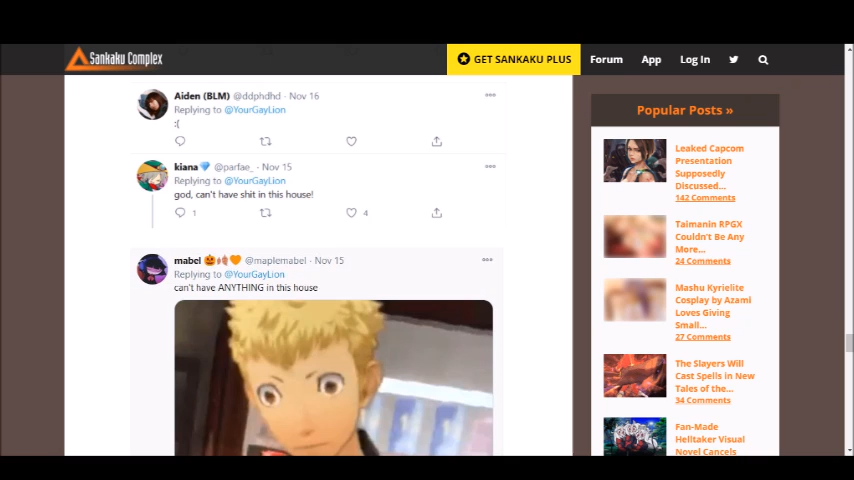 Sankaku Complex
GET SANKAKU PLUS
Forum
App
Log In
Aiden (BLM) @ddphdhd · Nov 16
Replying to @YourGayLion
:(
kiana @parfae_ · Nov 15
Replying to @YourGayLion
god, can't have shit in this house!
1
4
mabel @maplemabel · Nov 15
Replying to @YourGayLion
can't have ANYTHING in this house
Popular Posts »
Leaked Capcom
Presentation
Supposedly
Discussed...
142 Comments
Taimanin RPGX
Couldn't Be Any
More...
24 Comments
Mashu Kyrielite
Cosplay by Azami
Loves Giving
Small...
27 Comments
The Slayers Will
Cast Spells in New
Tales of the...
34 Comments
Fan-Made
Helltaker Visual
Novel Cancels